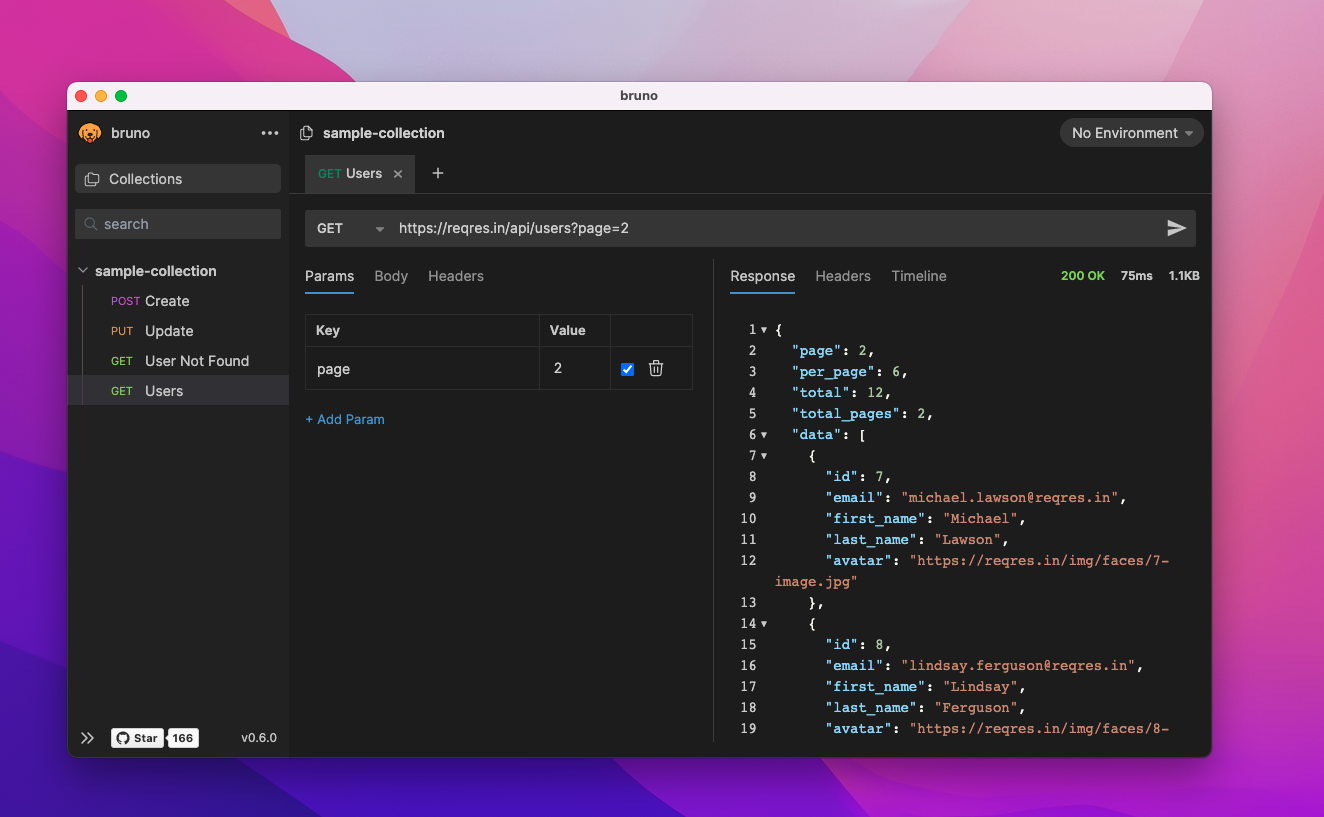 bruno
bruno
•••
Collections
search
sample-collection
POST Create
PUT Update
GET User Not Found
GET Users
Star 166
v0.6.0
sample-collection
No Environment
GET Users × +
GET https://reqres.in/api/users?page=2
Params Body Headers
Key Value
page 2
+ Add Param
Response Headers Timeline 200 OK 75ms 1.1KB
1 {
2 "page": 2,
3 "per_page": 6,
4 "total": 12,
5 "total_pages": 2,
6 "data": [
7 {
8 "id": 7,
9 "email": "michael.lawson@reqres.in",
10 "first_name": "Michael",
11 "last_name": "Lawson",
12 "avatar": "https://reqres.in/img/faces/7-
image.jpg"
13 },
14 {
15 "id": 8,
16 "email": "lindsay.ferguson@reqres.in",
17 "first_name": "Lindsay",
18 "last_name": "Ferguson",
19 "avatar": "https://reqres.in/img/faces/8-